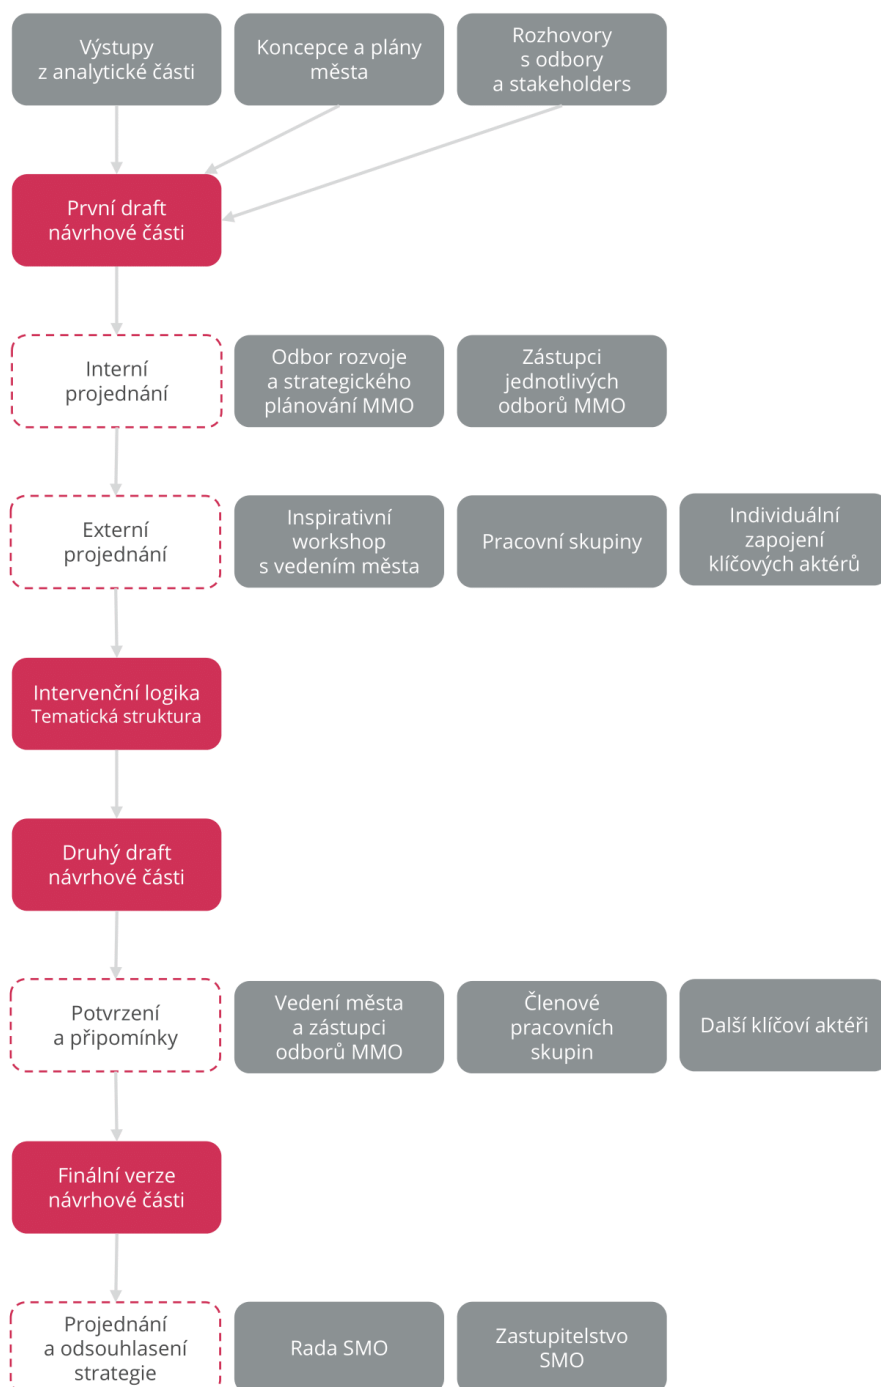 Výstupy
z analytické části
Koncepce a plány
města
Rozhovory
s odbory
a stakeholders
První draft
návrhové části
Interní
projednání
Odbor rozvoje
a strategického
plánování MMO
Zástupci
jednotlivých
odborů MMO
Externí
projednání
Inspirativní
workshop
s vedením města
Pracovní skupiny
Individuální
zapojení
klíčových aktérů
Intervenční logika
Tematická struktura
Druhý draft
návrhové části
Potvrzení
a připomínky
Vedení města
a zástupci
odborů MMO
Členové
pracovních
skupin
Další klíčoví aktéři
Finální verze
návrhové části
Projednání
a odsouhlasení
strategie
Rada SMO
Zastupitelstvo
SMO